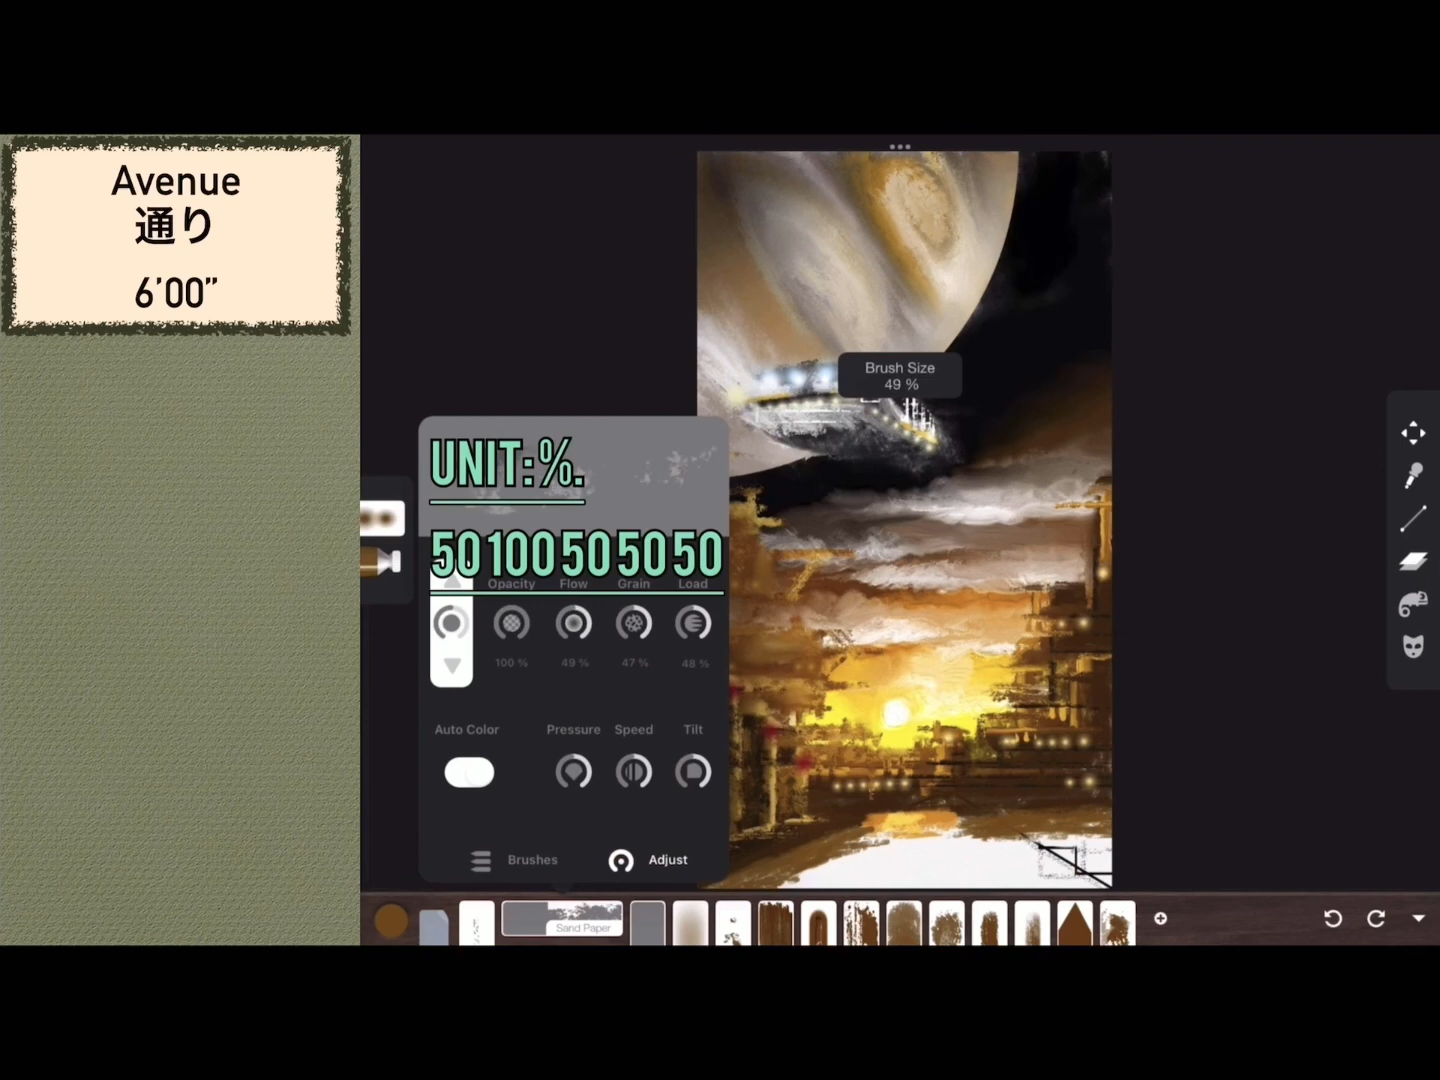 Avenue
通り
6’00”
Brush Size
49 %
UNIT:%.
50 100 50 50 50
Opacity Flow Grain Load
100 % 49 % 47 % 48 %
Auto Color Pressure Speed Tilt
Brushes Adjust
Sand Paper